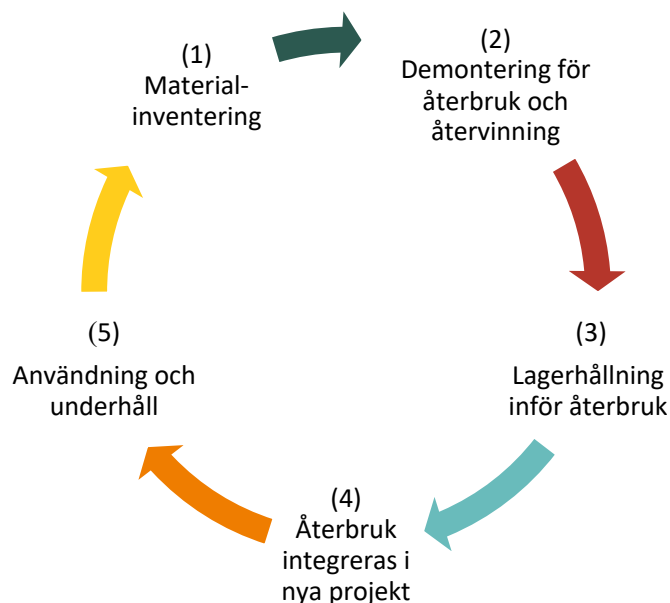 (1)
Material-
inventering
(2)
Demontering för
återbruk och
återvinning
(3)
Lagerhållning
inför återbruk
(4)
Återbruk
integreras i
nya projekt
(5)
Användning och
underhåll